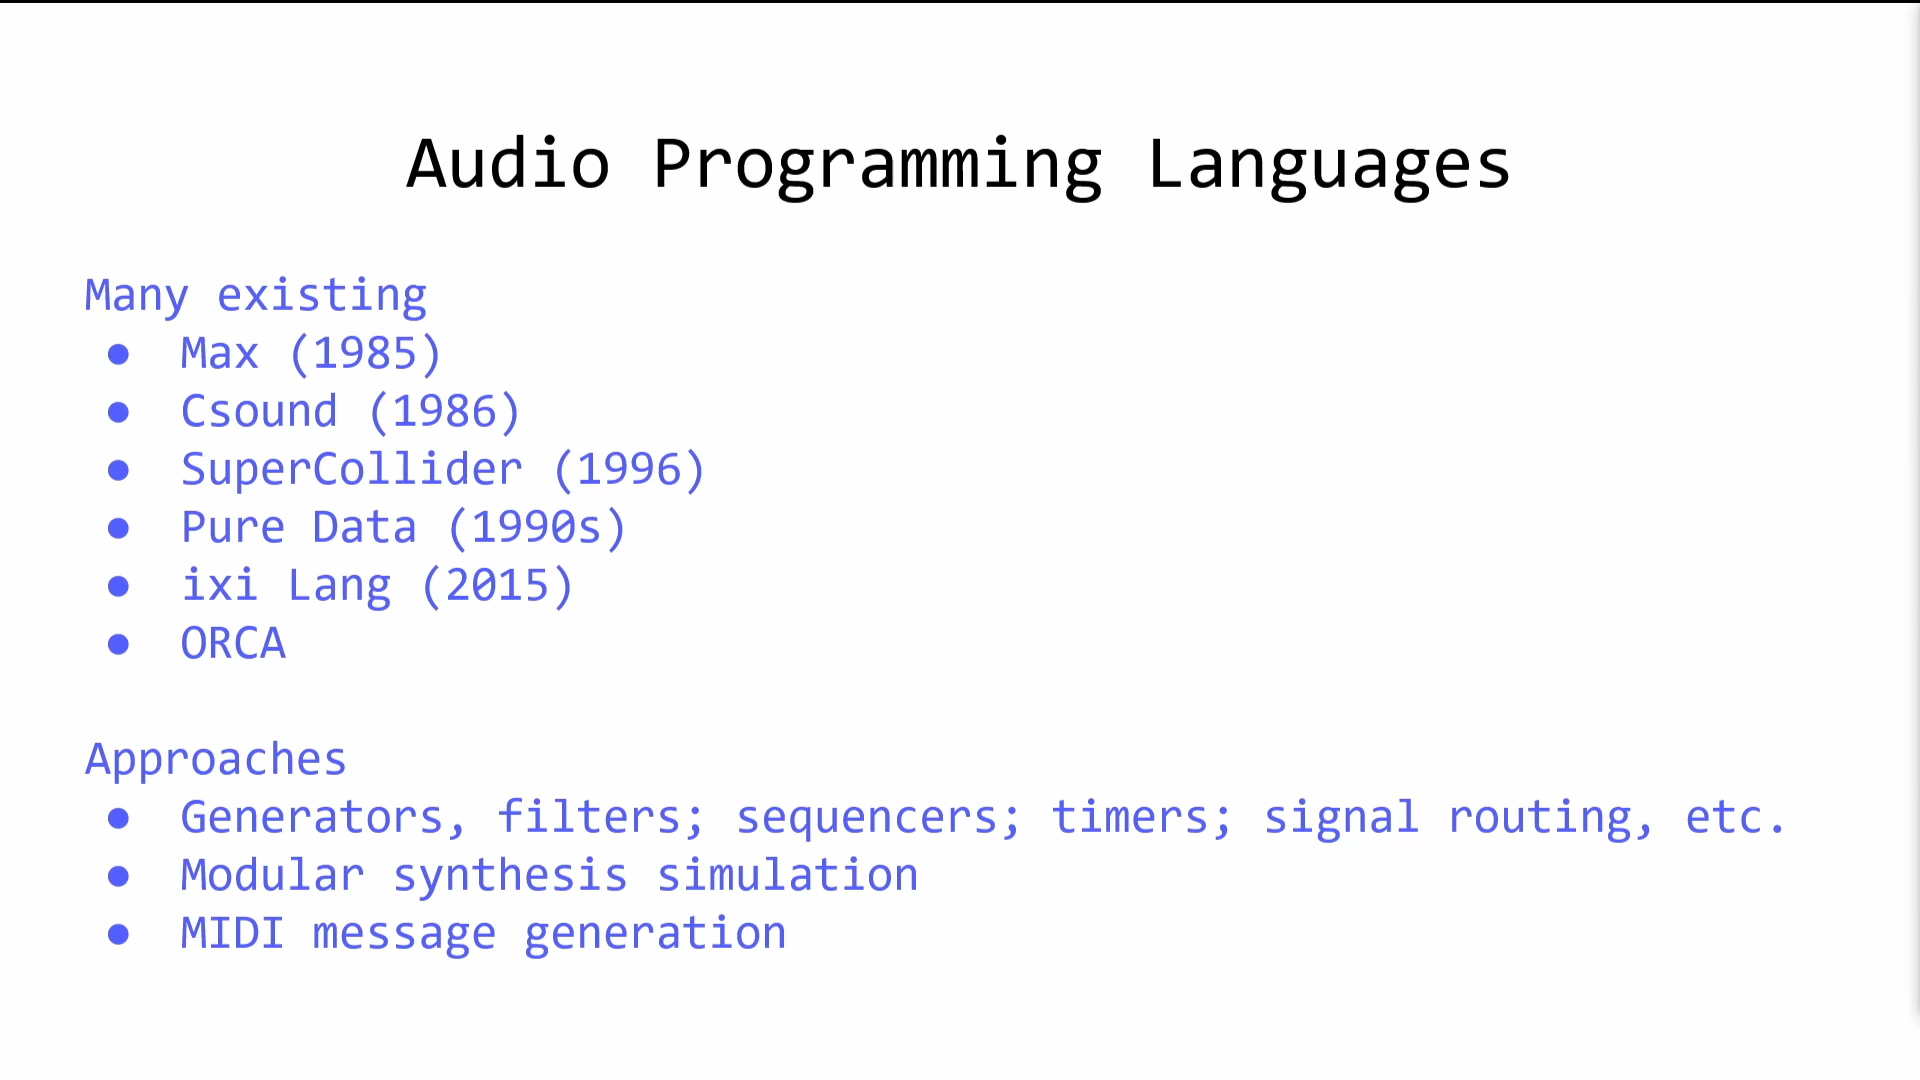 Audio Programming Languages
Many existing
● Max (1985)
● Csound (1986)
● SuperCollider (1996)
● Pure Data (1990s)
● ixi Lang (2015)
● ORCA
Approaches
● Generators, filters; sequencers; timers; signal routing, etc.
● Modular synthesis simulation
● MIDI message generation